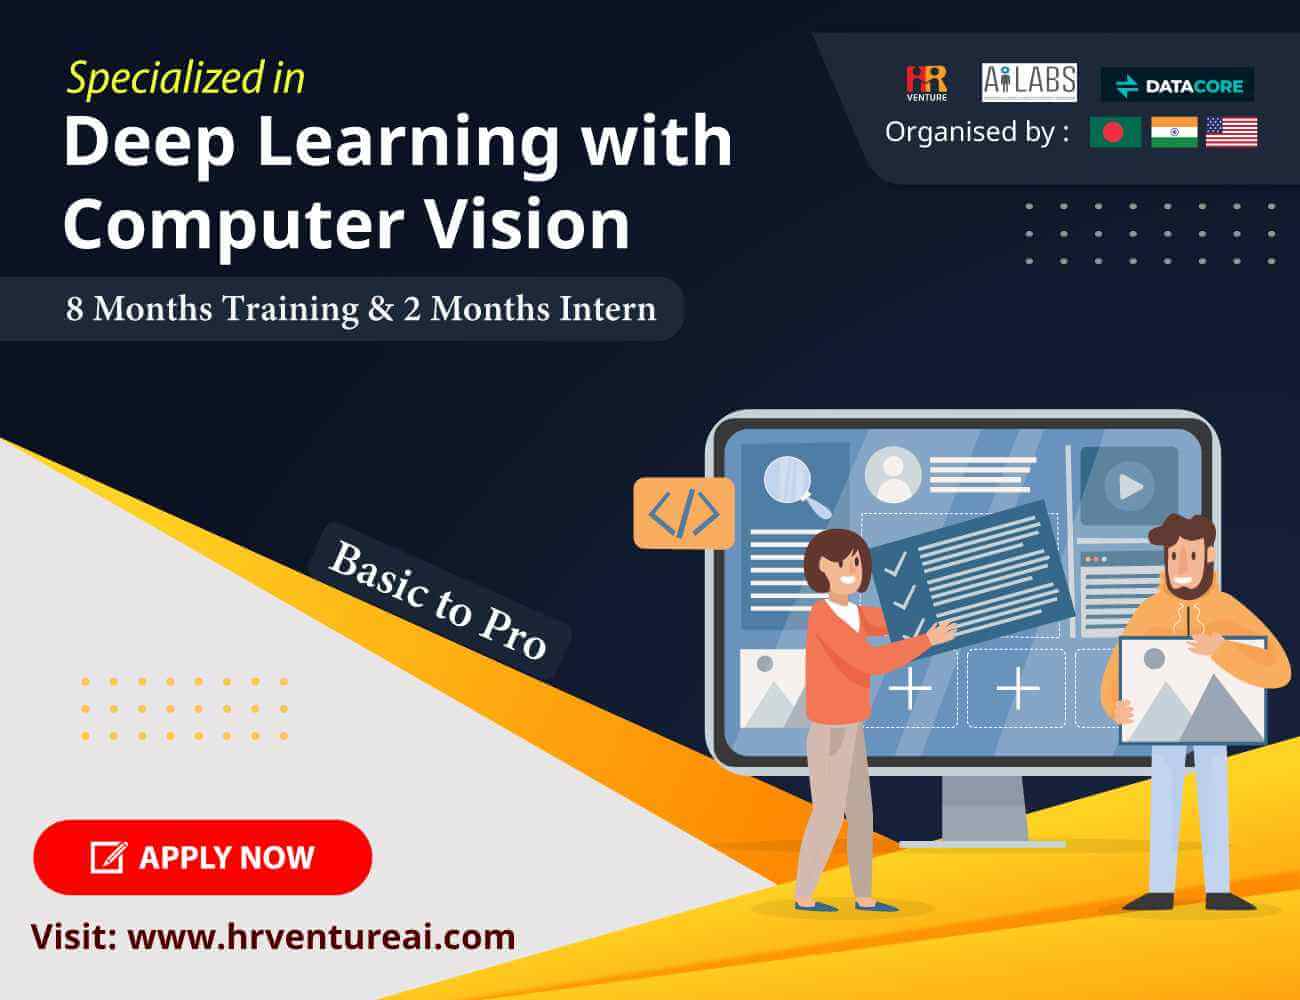 Specialized in
Deep Learning with
Computer Vision
8 Months Training & 2 Months Intern
HR
VENTURE
AiLABS
DATACORE
Organised by :
</>
Basic to Pro
APPLY NOW
Visit: www.hrventureai.com